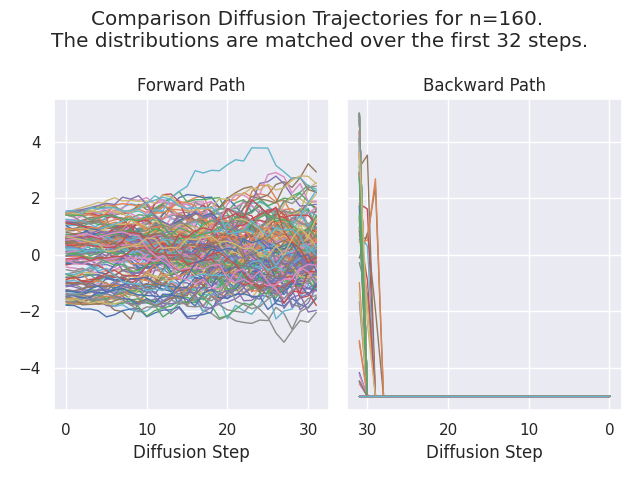 Comparison Diffusion Trajectories for n=160.
The distributions are matched over the first 32 steps.
Forward Path
Backward Path
4
2
0
−2
−4
0 10 20 30
30 20 10 0
Diffusion Step
Diffusion Step